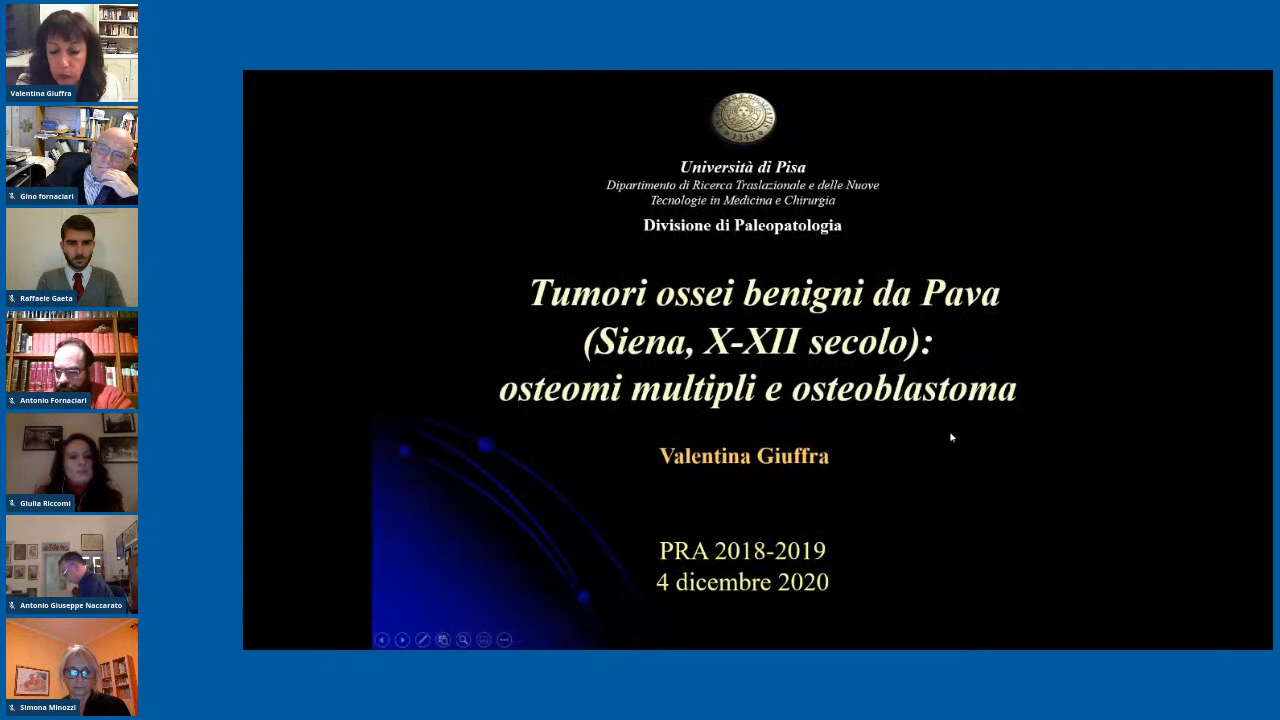 Valentina Giuffra
Gino fornaciari
Raffaele Gaeta
Antonio Fornaciari
Giulia Riccomi
Antonio Giuseppe Naccarato
Simona Minozzi
1343
Università di Pisa
Dipartimento di Ricerca Traslazionale e delle Nuove
Tecnologie in Medicina e Chirurgia
Divisione di Paleopatologia
Tumori ossei benigni da Pava
(Siena, X-XII secolo):
osteomi multipli e osteoblastoma
Valentina Giuffra
PRA 2018-2019
4 dicembre 2020